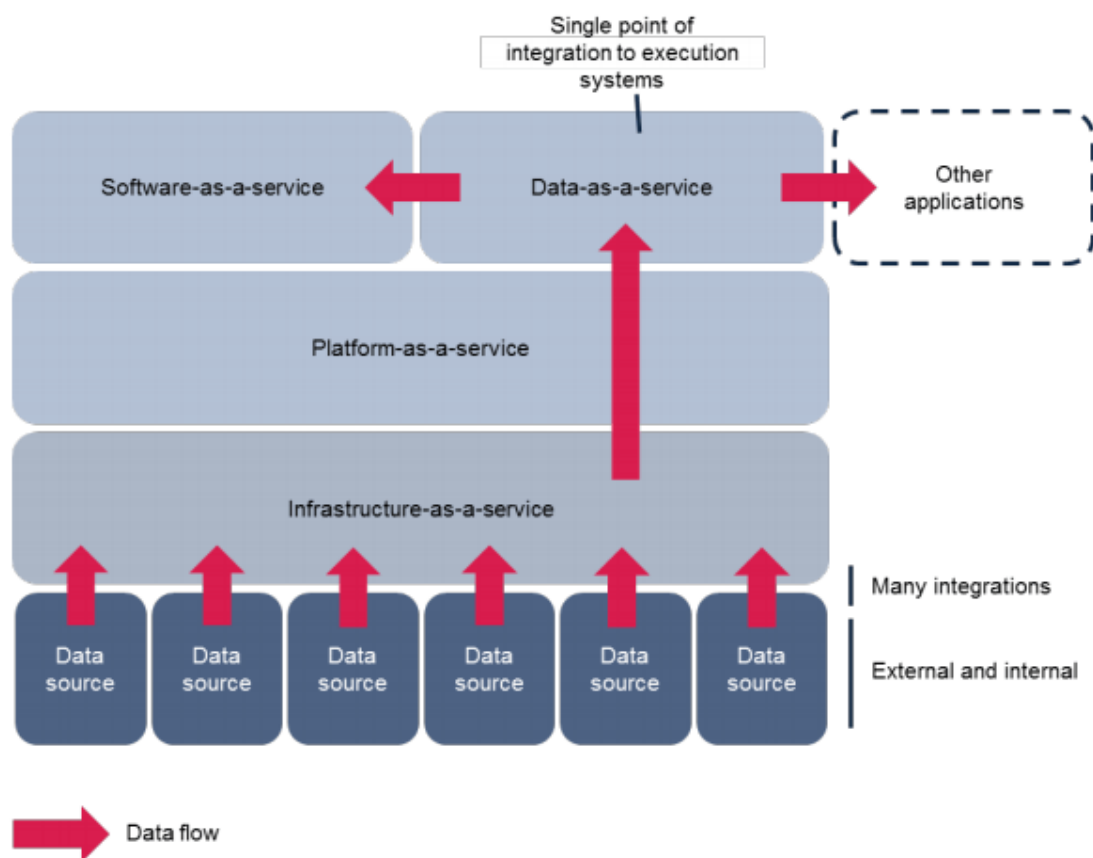 Single point of
integration to execution
systems
Software-as-a-service
Data-as-a-service
Other
applications
Platform-as-a-service
Infrastructure-as-a-service
Many integrations
Data
source
Data
source
Data
source
Data
source
Data
source
Data
source
External and internal
Data flow